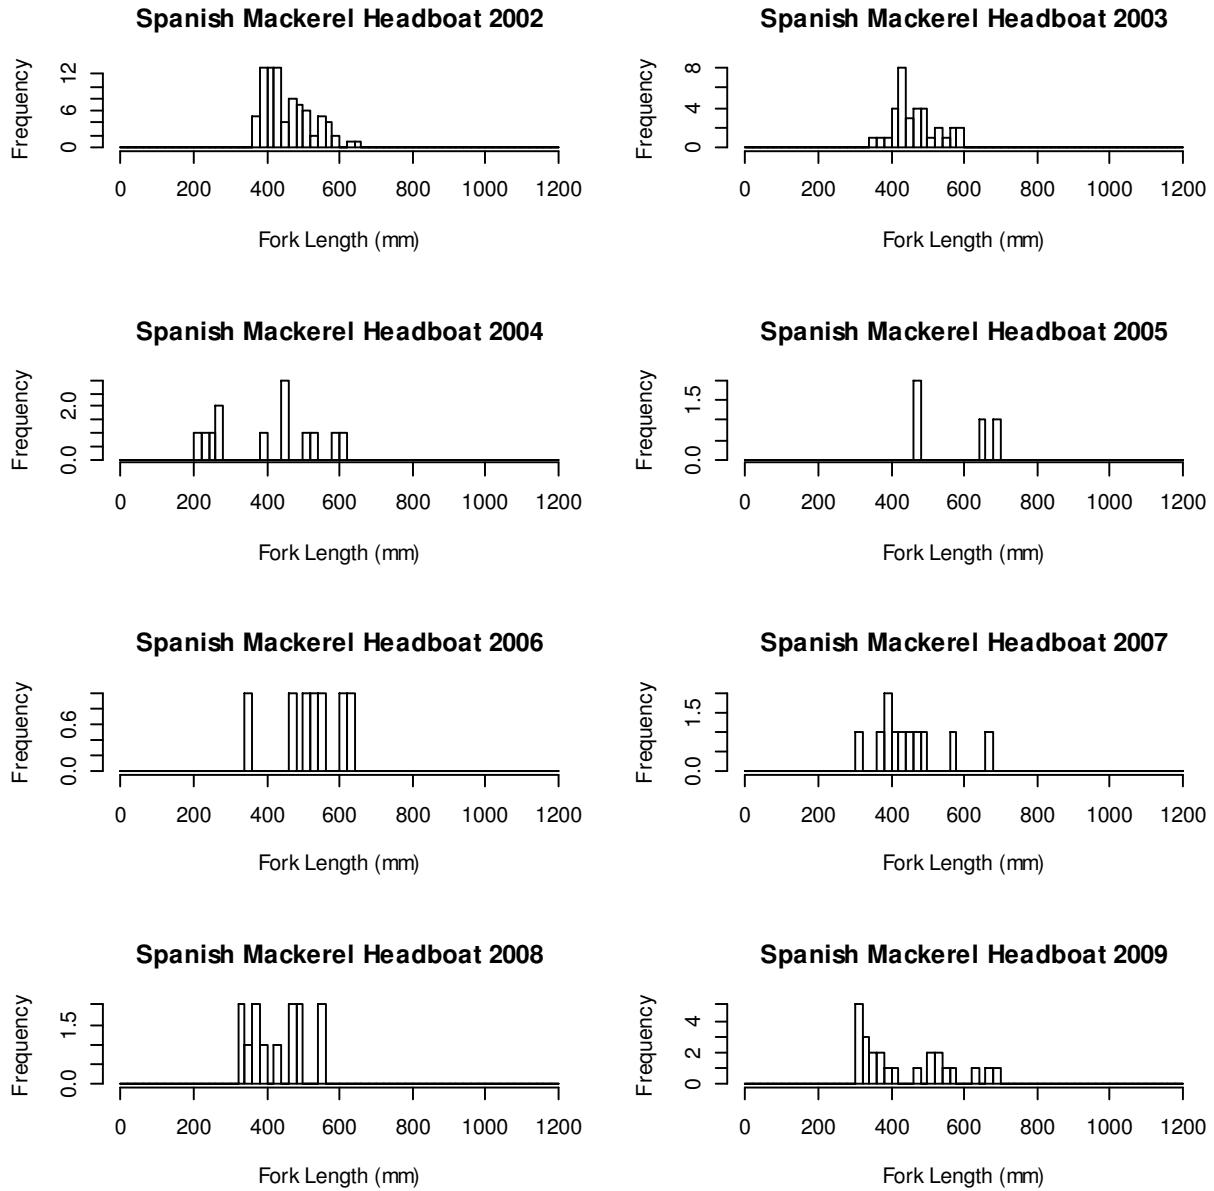 Spanish Mackerel Headboat 2002
Frequency
0 6 12
0 200 400 600 800 1000 1200
Fork Length (mm)
Spanish Mackerel Headboat 2003
Frequency
0 4 8
0 200 400 600 800 1000 1200
Fork Length (mm)
Spanish Mackerel Headboat 2004
Frequency
0.0 2.0
0 200 400 600 800 1000 1200
Fork Length (mm)
Spanish Mackerel Headboat 2005
Frequency
0.0 1.5
0 200 400 600 800 1000 1200
Fork Length (mm)
Spanish Mackerel Headboat 2006
Frequency
0.0 0.6
0 200 400 600 800 1000 1200
Fork Length (mm)
Spanish Mackerel Headboat 2007
Frequency
0.0 1.5
0 200 400 600 800 1000 1200
Fork Length (mm)
Spanish Mackerel Headboat 2008
Frequency
0.0 1.5
0 200 400 600 800 1000 1200
Fork Length (mm)
Spanish Mackerel Headboat 2009
Frequency
0 2 4
0 200 400 600 800 1000 1200
Fork Length (mm)